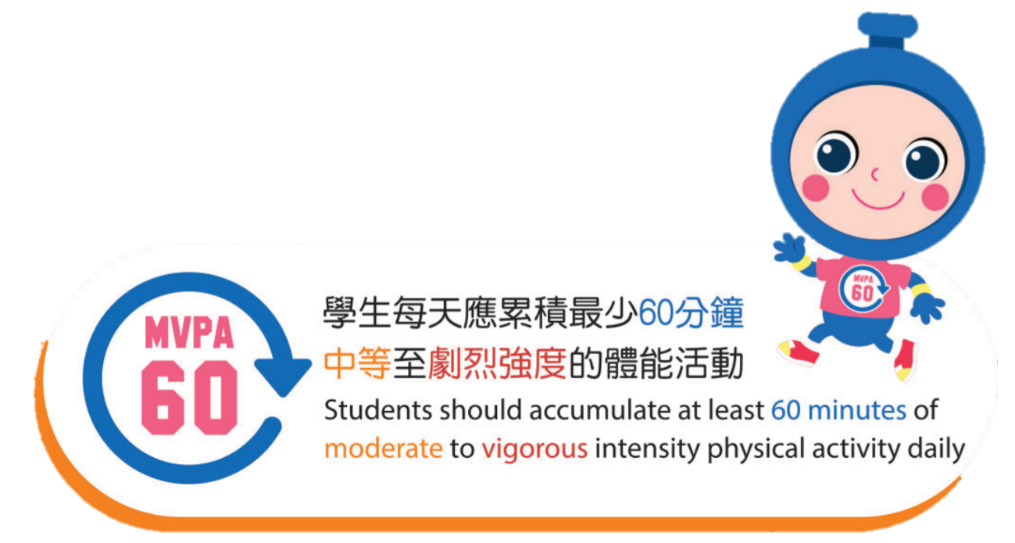 MVPA
60
學生每天應累積最少60分鐘
中等至劇烈強度的體能活動
Students should accumulate at least 60 minutes of
moderate to vigorous intensity physical activity daily
MVPA
60